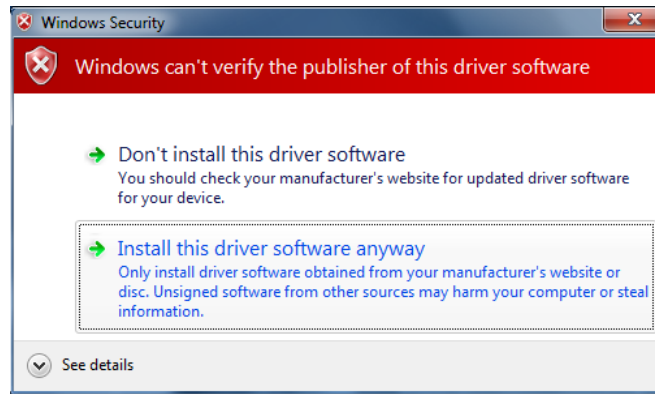 Windows Security
Windows can't verify the publisher of this driver software
Don't install this driver software
You should check your manufacturer's website for updated driver software
for your device.
Install this driver software anyway
Only install driver software obtained from your manufacturer's website or
disc. Unsigned software from other sources may harm your computer or steal
information.
See details